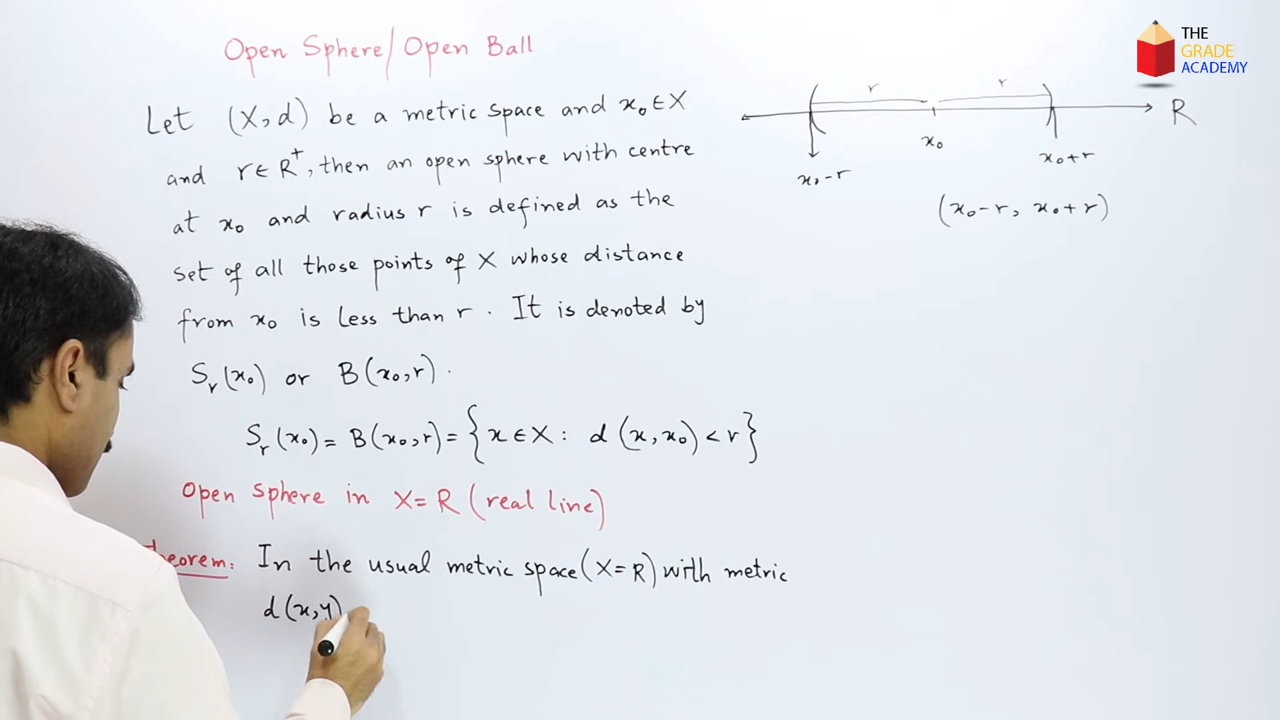 Open Sphere/Open Ball
Let (X, d) be a metric space and x₀ ∈ X
and r ∈ R⁺, then an open sphere with centre
at x₀ and radius r is defined as the
set of all those points of X whose distance
from x₀ is less than r. It is denoted by
Sᵣ(x₀) or B(x₀, r).
Sᵣ(x₀) = B(x₀, r) = {x ∈ X : d(x, x₀) < r}
Open sphere in X = R (real line)
Theorem: In the usual metric space (X = R) with metric
d(x, y)
r r
x₀ R
x₀-r x₀+r
(x₀-r, x₀+r)
THE
GRADE
ACADEMY